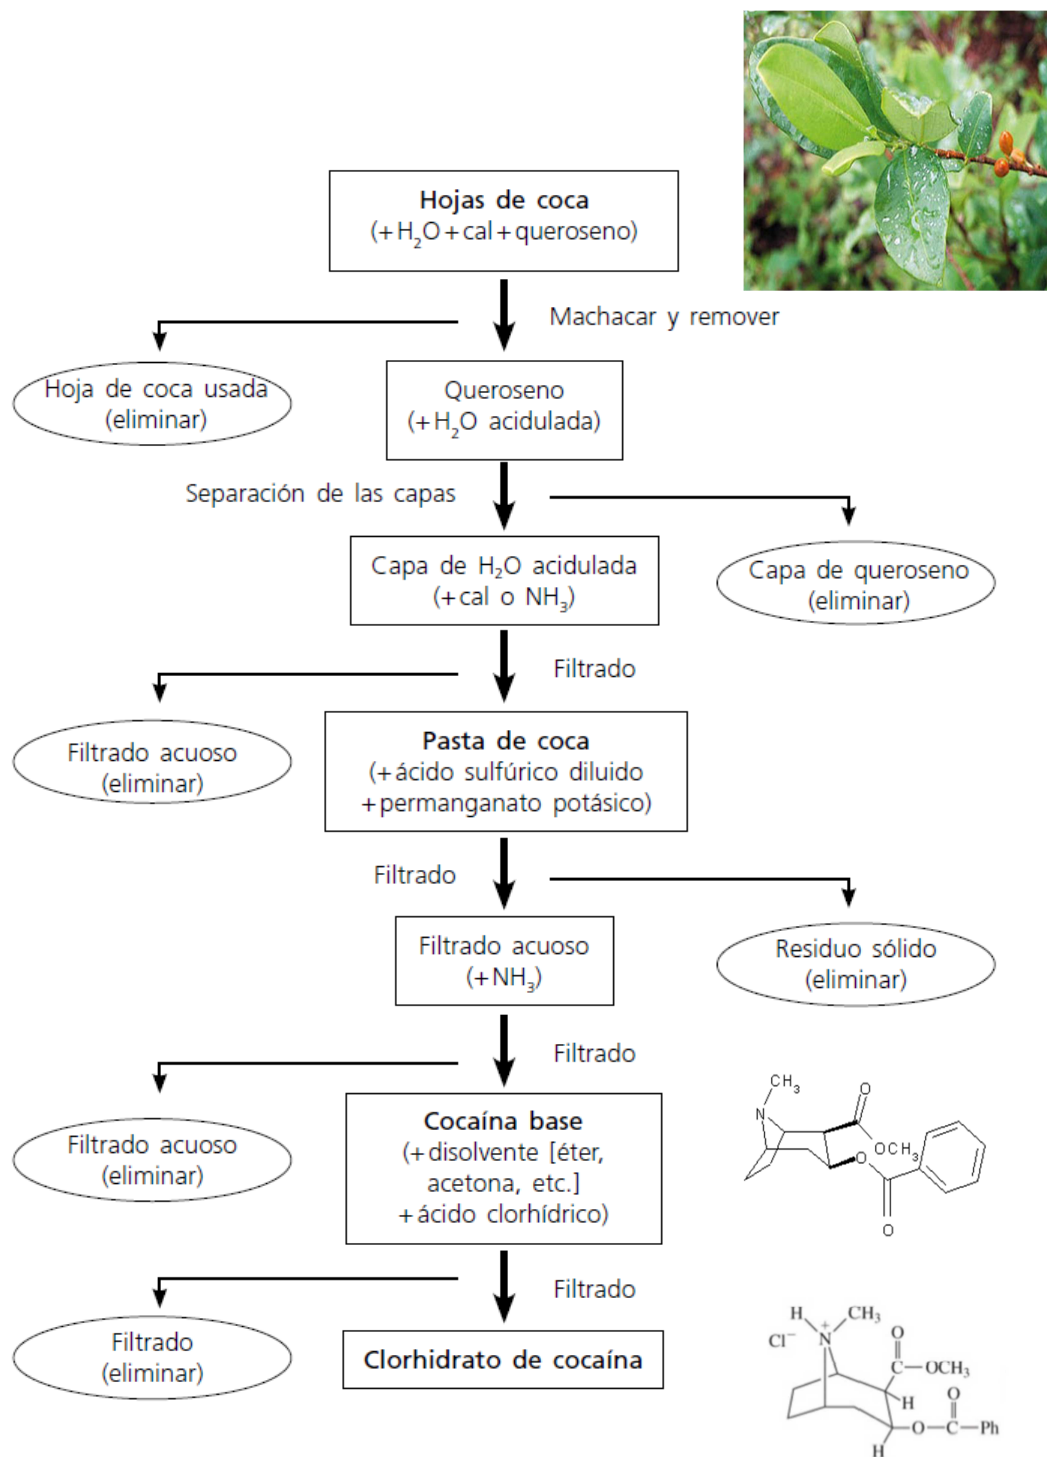 Hojas de coca
(+H₂O+cal+queroseno)
Machacar y remover
Hoja de coca usada
(eliminar)
Queroseno
(+H₂O acidulada)
Separación de las capas
Capa de H₂O acidulada
(+cal o NH₃)
Capa de queroseno
(eliminar)
Filtrado
Filtrado acuoso
(eliminar)
Pasta de coca
(+ácido sulfúrico diluido
+permanganato potásico)
Filtrado
Filtrado acuoso
(+NH₃)
Residuo sólido
(eliminar)
Filtrado
Filtrado acuoso
(eliminar)
Cocaína base
(+disolvente [éter,
acetona, etc.]
+ácido clorhídrico)
CH₃
N
O
OCH₃
O
O
Filtrado
Filtrado
(eliminar)
Clorhidrato de cocaína
H CH₃
Cl⁻ N⁺ O
C—OCH₃
H O
O—C—Ph
H